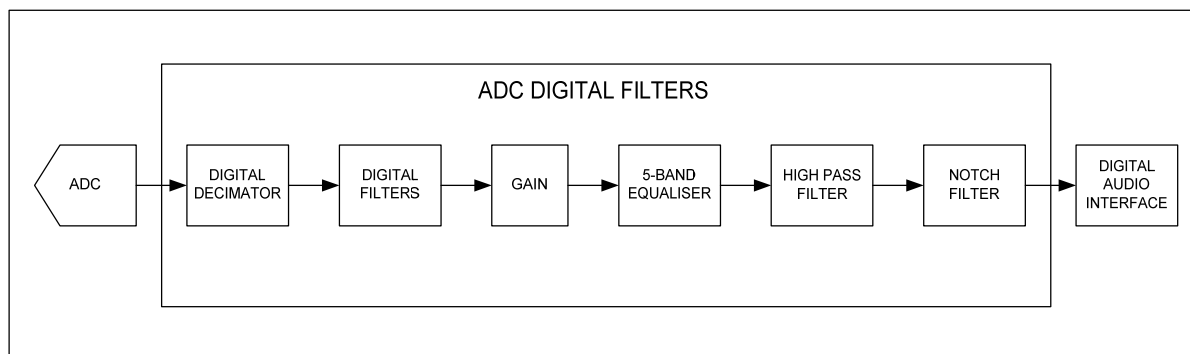 ADC DIGITAL FILTERS
ADC
DIGITAL
DECIMATOR
DIGITAL
FILTERS
GAIN
5-BAND
EQUALISER
HIGH PASS
FILTER
NOTCH
FILTER
DIGITAL
AUDIO
INTERFACE